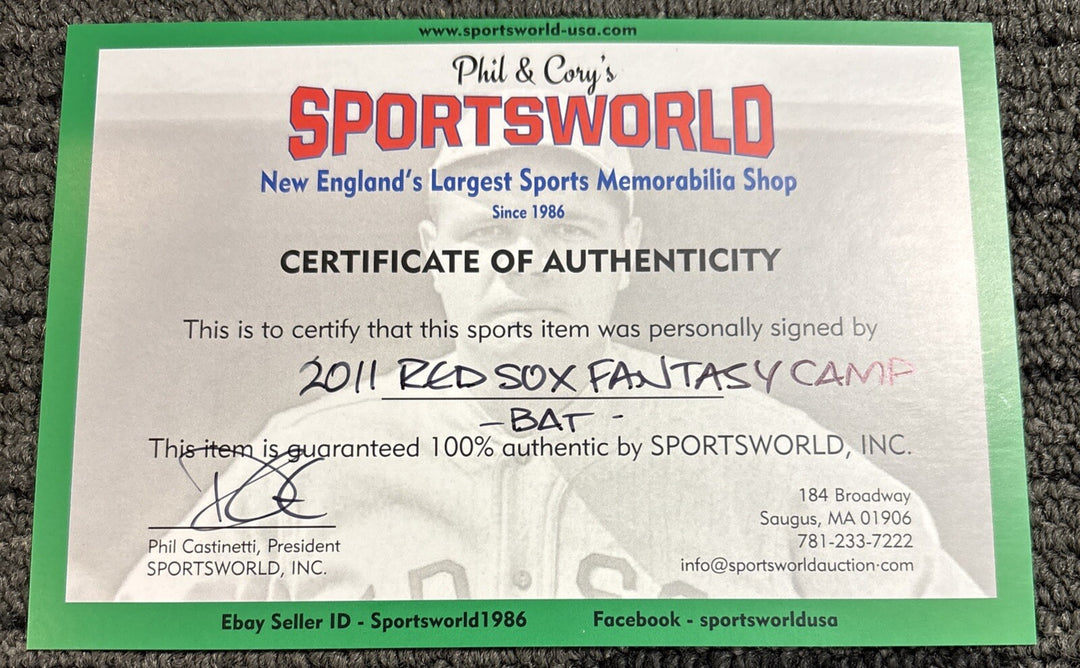 www.sportsworld-usa.com
Phil & Cory's
SPORTSWORLD
New England's Largest Sports Memorabilia Shop
Since 1986
CERTIFICATE OF AUTHENTICITY
This is to certify that this sports item was personally signed by
2011 RED SOX FANTASY CAMP
- BAT -
This item is guaranteed 100% authentic by SPORTSWORLD, INC.
184 Broadway
Saugus, MA 01906
781-233-7222
info@sportsworldauction.com
Phil Castinetti, President
SPORTSWORLD, INC.
Ebay Seller ID - Sportsworld1986
Facebook - sportsworldusa